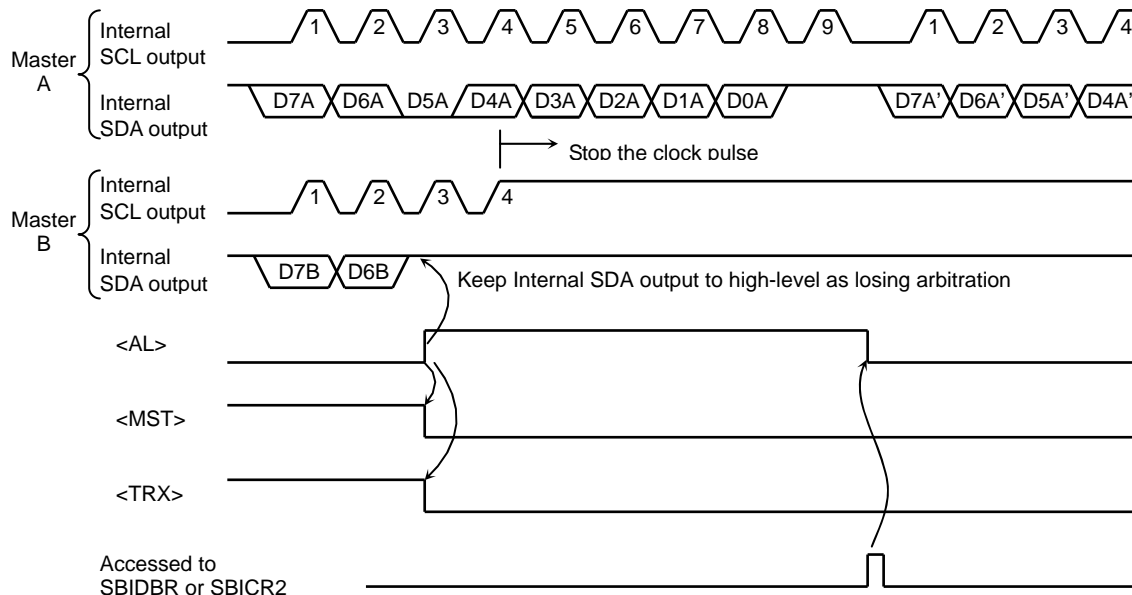 Master
A
Internal
SCL output
1 2 3 4 5 6 7 8 9 1 2 3 4
Internal
SDA output
D7A D6A D5A D4A D3A D2A D1A D0A D7A' D6A' D5A' D4A'
Stop the clock pulse
Master
B
Internal
SCL output
1 2 3 4
Internal
SDA output
D7B D6B
Keep Internal SDA output to high-level as losing arbitration
<AL>
<MST>
<TRX>
Accessed to
SBIDBR or SBICR2